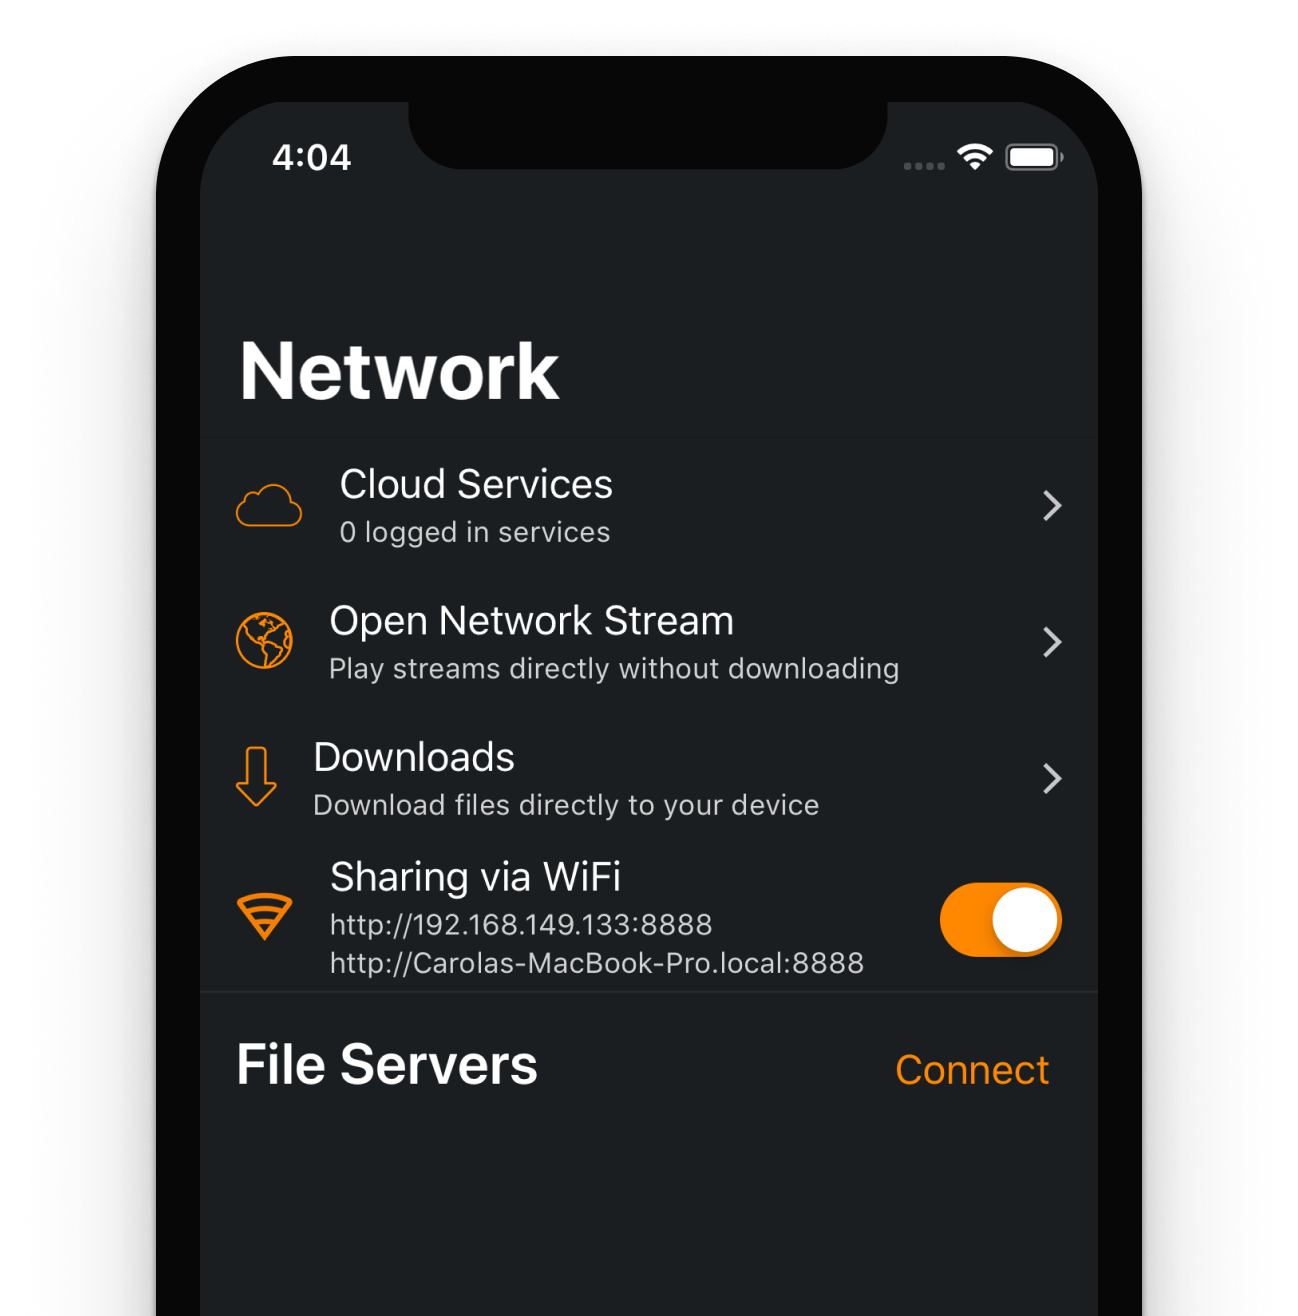 4:04
Network
Cloud Services
0 logged in services
Open Network Stream
Play streams directly without downloading
Downloads
Download files directly to your device
Sharing via WiFi
http://192.168.149.133:8888
http://Carolas-MacBook-Pro.local:8888
File Servers
Connect